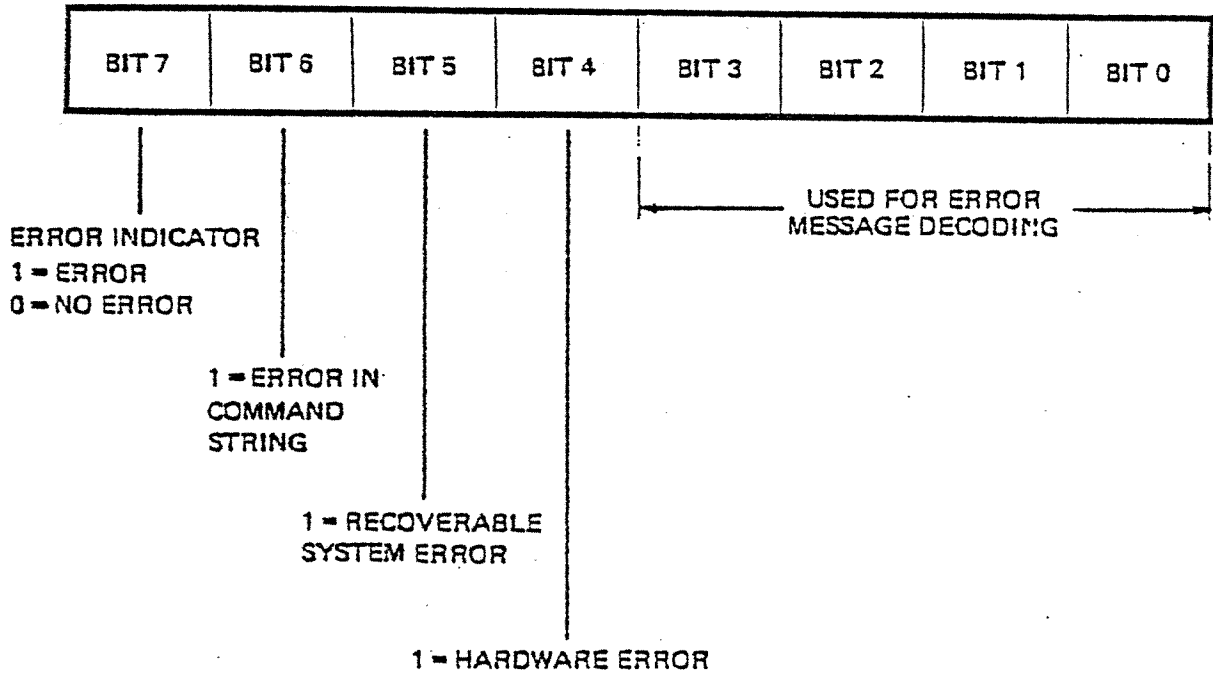 BIT 7 BIT 6 BIT 5 BIT 4 BIT 3 BIT 2 BIT 1 BIT 0
USED FOR ERROR
MESSAGE DECODING
ERROR INDICATOR
1 = ERROR
0 = NO ERROR
1 = ERROR IN
COMMAND
STRING
1 = RECOVERABLE
SYSTEM ERROR
1 = HARDWARE ERROR